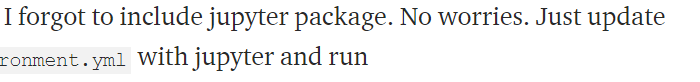 I forgot to include jupyter package. No worries. Just update
ronment.yml with jupyter and run